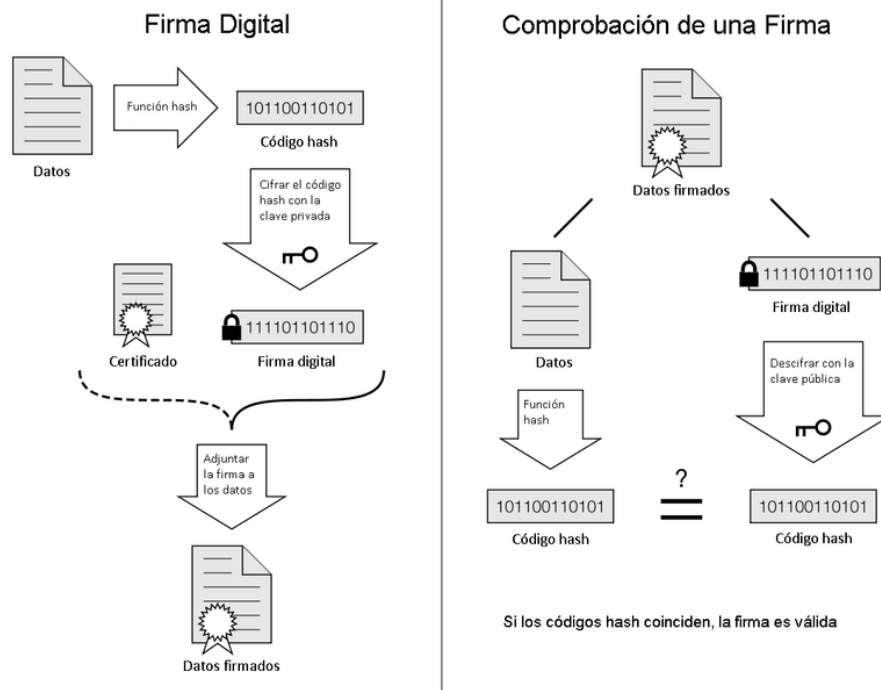 Firma Digital
Datos
Función hash
101100110101
Código hash
Cifrar el código
hash con la
clave privada
Certificado
111101101110
Firma digital
Adjuntar
la firma a
los datos
Datos firmados
Comprobación de una Firma
Datos firmados
Datos
111101101110
Firma digital
Función
hash
Descifrar con la
clave pública
101100110101
Código hash
?
101100110101
Código hash
Si los códigos hash coinciden, la firma es válida